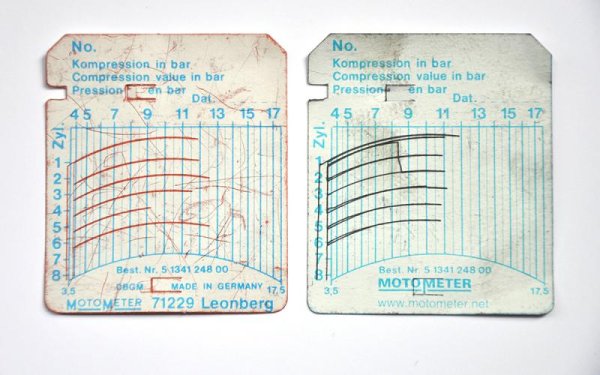 No.
Kompression in bar
Compression value in bar
Pression en bar
Dat.
4 5 7 9 11 13 15 17
Zyl.
1
2
3
4
5
6
7
8
Best. Nr. 5 1341 248 00
CBGM MADE IN GERMANY
3,5 17,5
MOTOMETER 71229 Leonberg
No.
Kompression in bar
Compression value in bar
Pression en bar
Dat.
4 5 7 9 11 13 15 17
Zyl.
1
2
3
4
5
6
7
8
Best. Nr. 5 1341 248 00
MOTOMETER
3,5 17,5
www.motometer.net